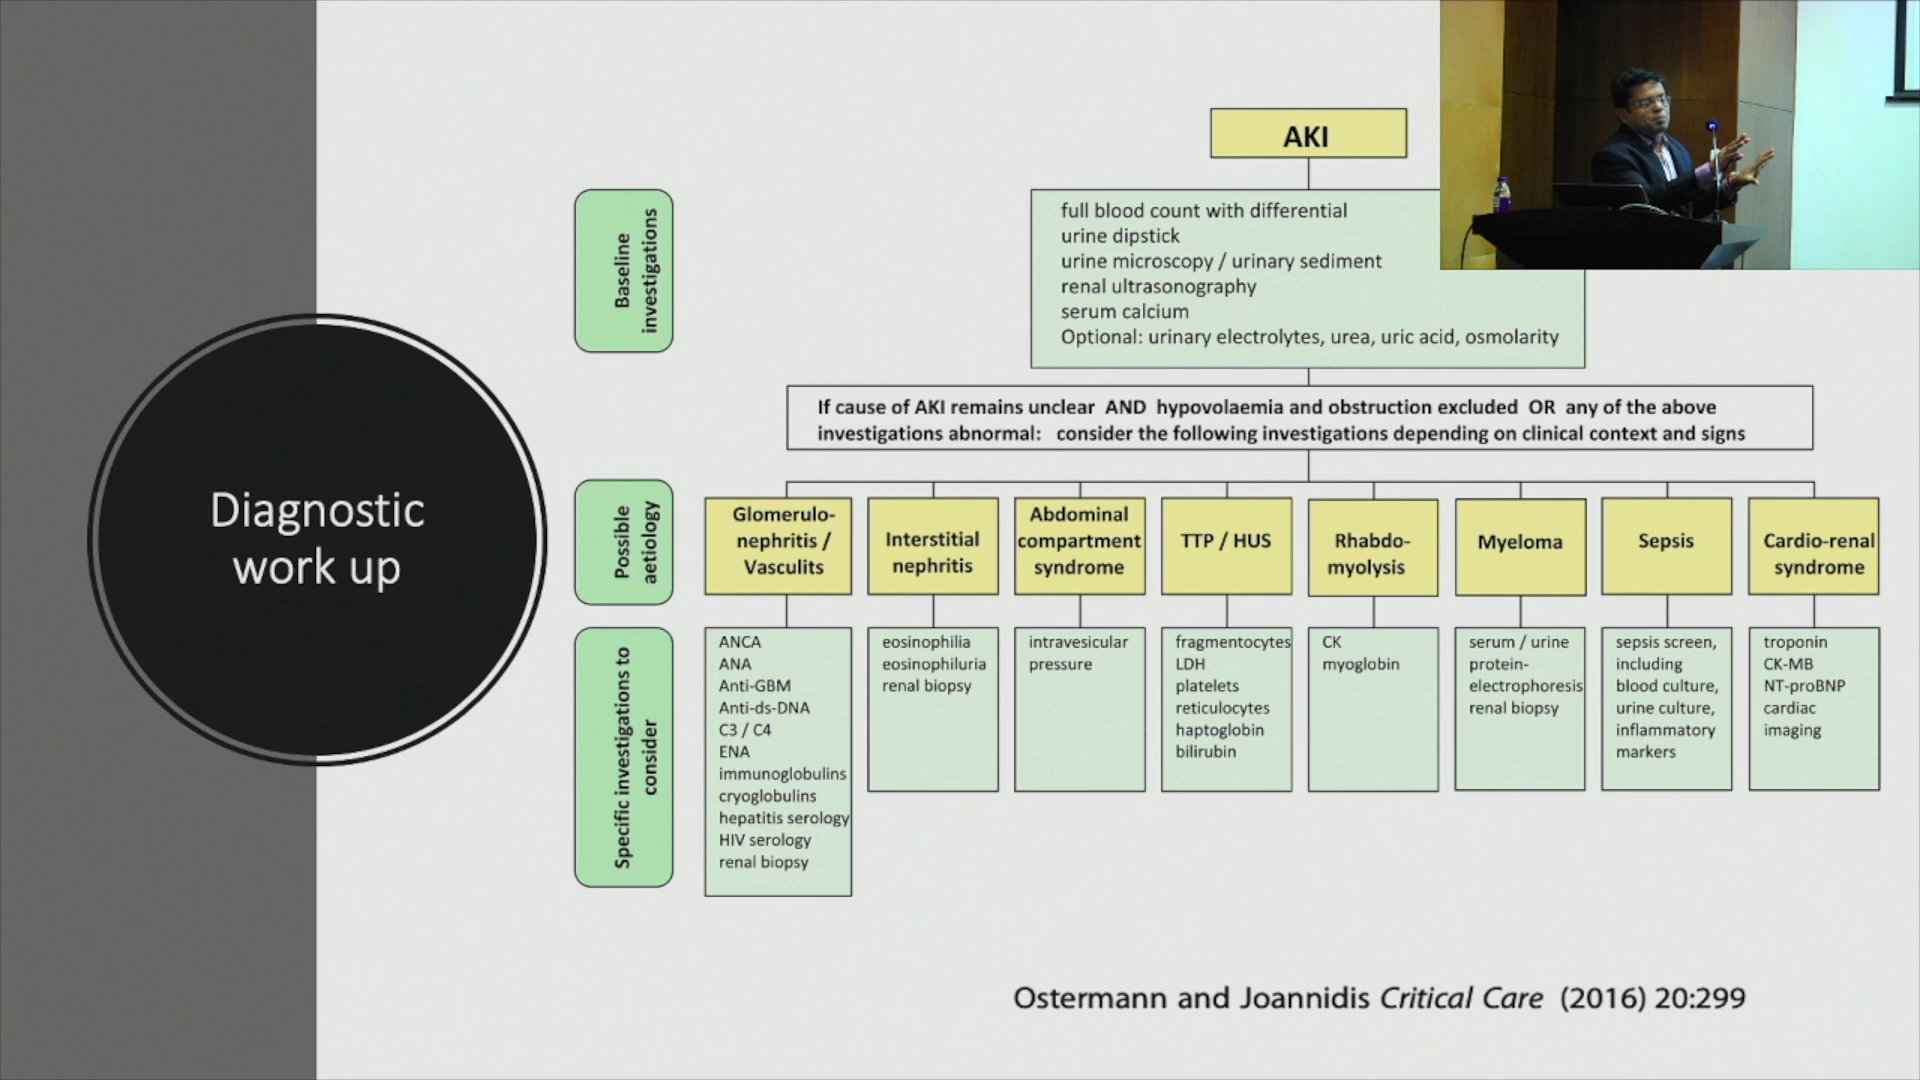 Diagnostic
work up
AKI
Baseline
investigations
full blood count with differential
urine dipstick
urine microscopy / urinary sediment
renal ultrasonography
serum calcium
Optional: urinary electrolytes, urea, uric acid, osmolarity
If cause of AKI remains unclear AND hypovolaemia and obstruction excluded OR any of the above
investigations abnormal: consider the following investigations depending on clinical context and signs
Possible
aetiology
Glomerulo-
nephritis /
Vasculits
Interstitial
nephritis
Abdominal
compartment
syndrome
TTP / HUS
Rhabdo-
myolysis
Myeloma
Sepsis
Cardio-renal
syndrome
Specific investigations to
consider
ANCA
ANA
Anti-GBM
Anti-ds-DNA
C3 / C4
ENA
immunoglobulins
cryoglobulins
hepatitis serology
HIV serology
renal biopsy
eosinophilia
eosinophiluria
renal biopsy
intravesicular
pressure
fragmentocytes
LDH
platelets
reticulocytes
haptoglobin
bilirubin
CK
myoglobin
serum / urine
protein-
electrophoresis
renal biopsy
sepsis screen,
including
blood culture,
urine culture,
inflammatory
markers
troponin
CK-MB
NT-proBNP
cardiac
imaging
Ostermann and Joannidis Critical Care (2016) 20:299